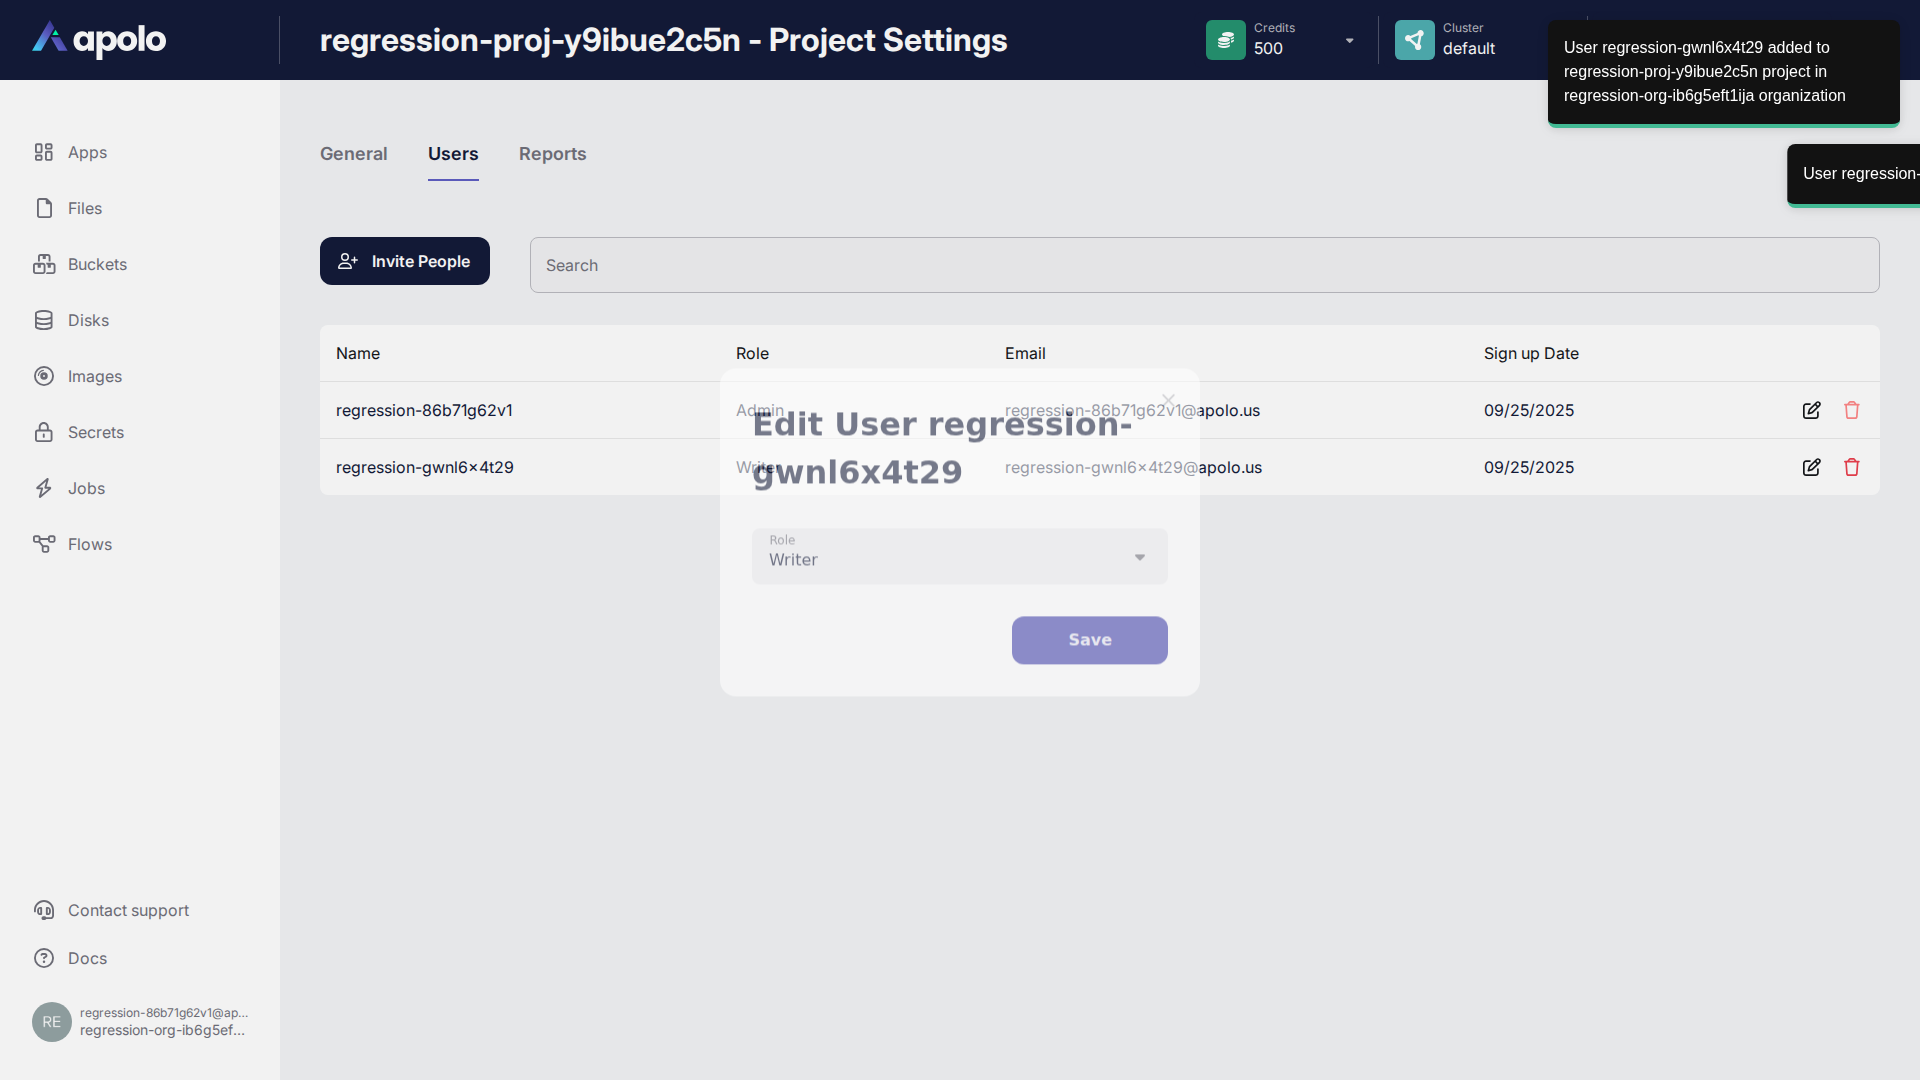 apolo
regression-proj-y9ibue2c5n - Project Settings
Credits
500
Cluster
default
User regression-gwnl6x4t29 added to
regression-proj-y9ibue2c5n project in
regression-org-ib6g5eft1ija organization
User regression-
Apps
Files
Buckets
Disks
Images
Secrets
Jobs
Flows
General Users Reports
Invite People
Search
Name Role Email Sign up Date
regression-86b71g62v1 Admin regression-86b71g62v1@apolo.us 09/25/2025
regression-gwnl6x4t29 Writer regression-gwnl6x4t29@apolo.us 09/25/2025
Edit User regression-
gwnl6x4t29
Role
Writer
Save
Contact support
Docs
RE
regression-86b71g62v1@ap...
regression-org-ib6g5ef...